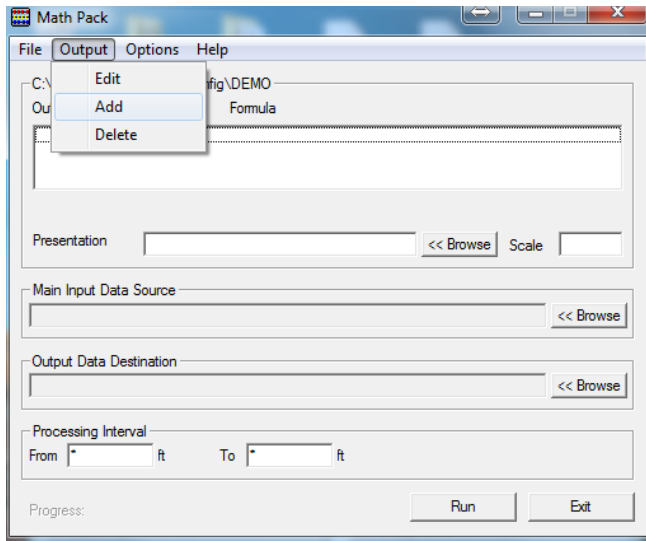 Math Pack
File Output Options Help
Edit
Add
Delete
C:\
fig\DEMO
Formula
Presentation << Browse Scale
Main Input Data Source
<< Browse
Output Data Destination
<< Browse
Processing Interval
From * ft To * ft
Progress: Run Exit